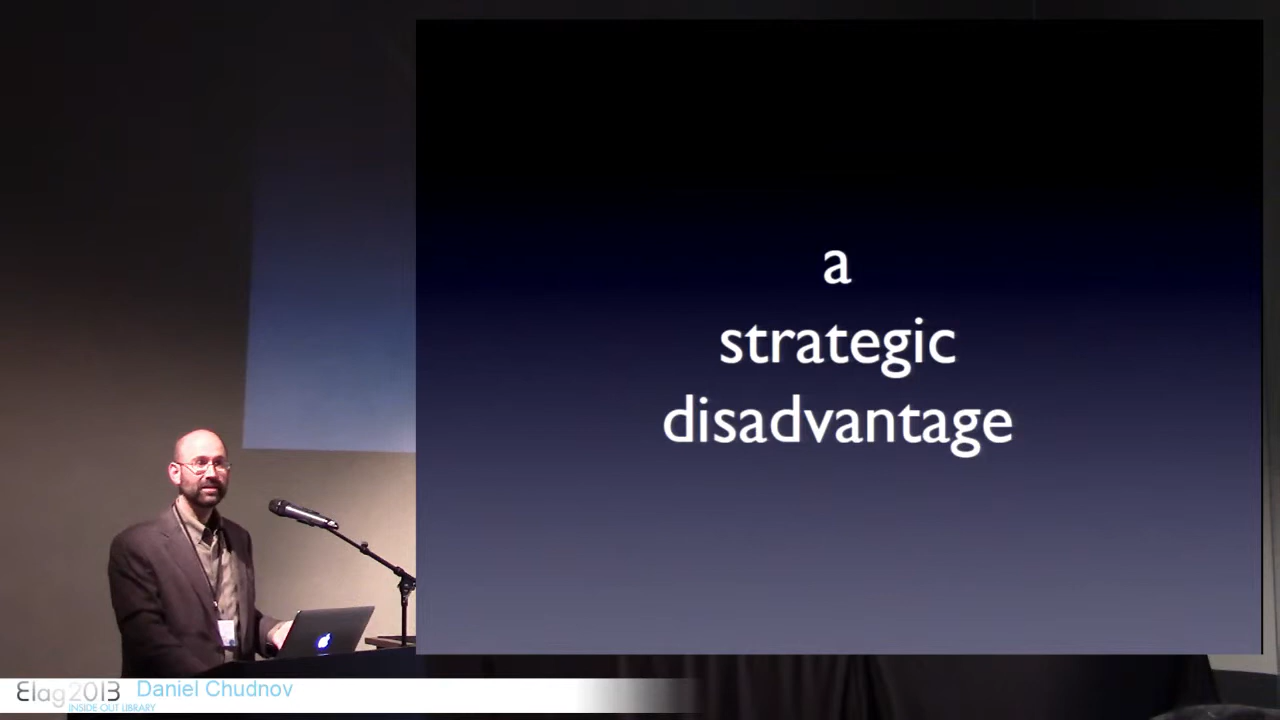 a
strategic
disadvantage
Elag2013 Daniel Chudnov
INSIDE OUT LIBRARY